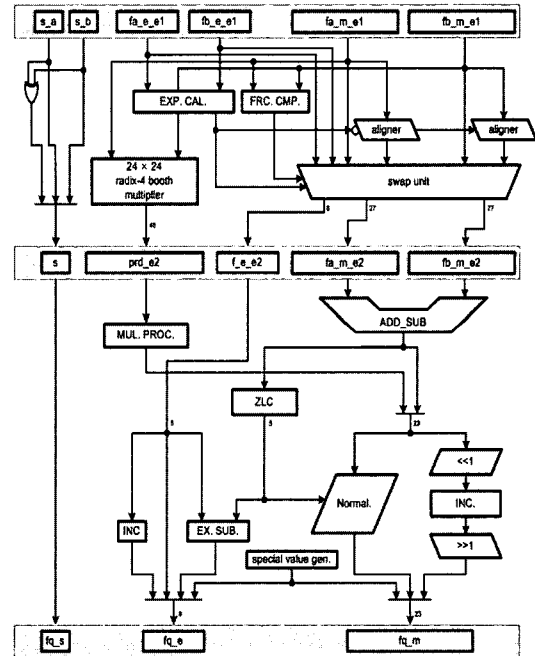 s_a s_b fa_e_e1 fb_e_e1 fa_m_e1 fb_m_e1
EXP. CAL. FRC. CMP. aligner aligner
24 × 24
radix-4 booth
multiplier
swap unit
48 8 27 27
s prd_e2 f_e_e2 fa_m_e2 fb_m_e2
ADD_SUB
MUL. PROC.
ZLC
5 23
<<1
Normal. INC.
INC EX. SUB.
>>1
special value gen.
23
fq_s fq_e fq_m